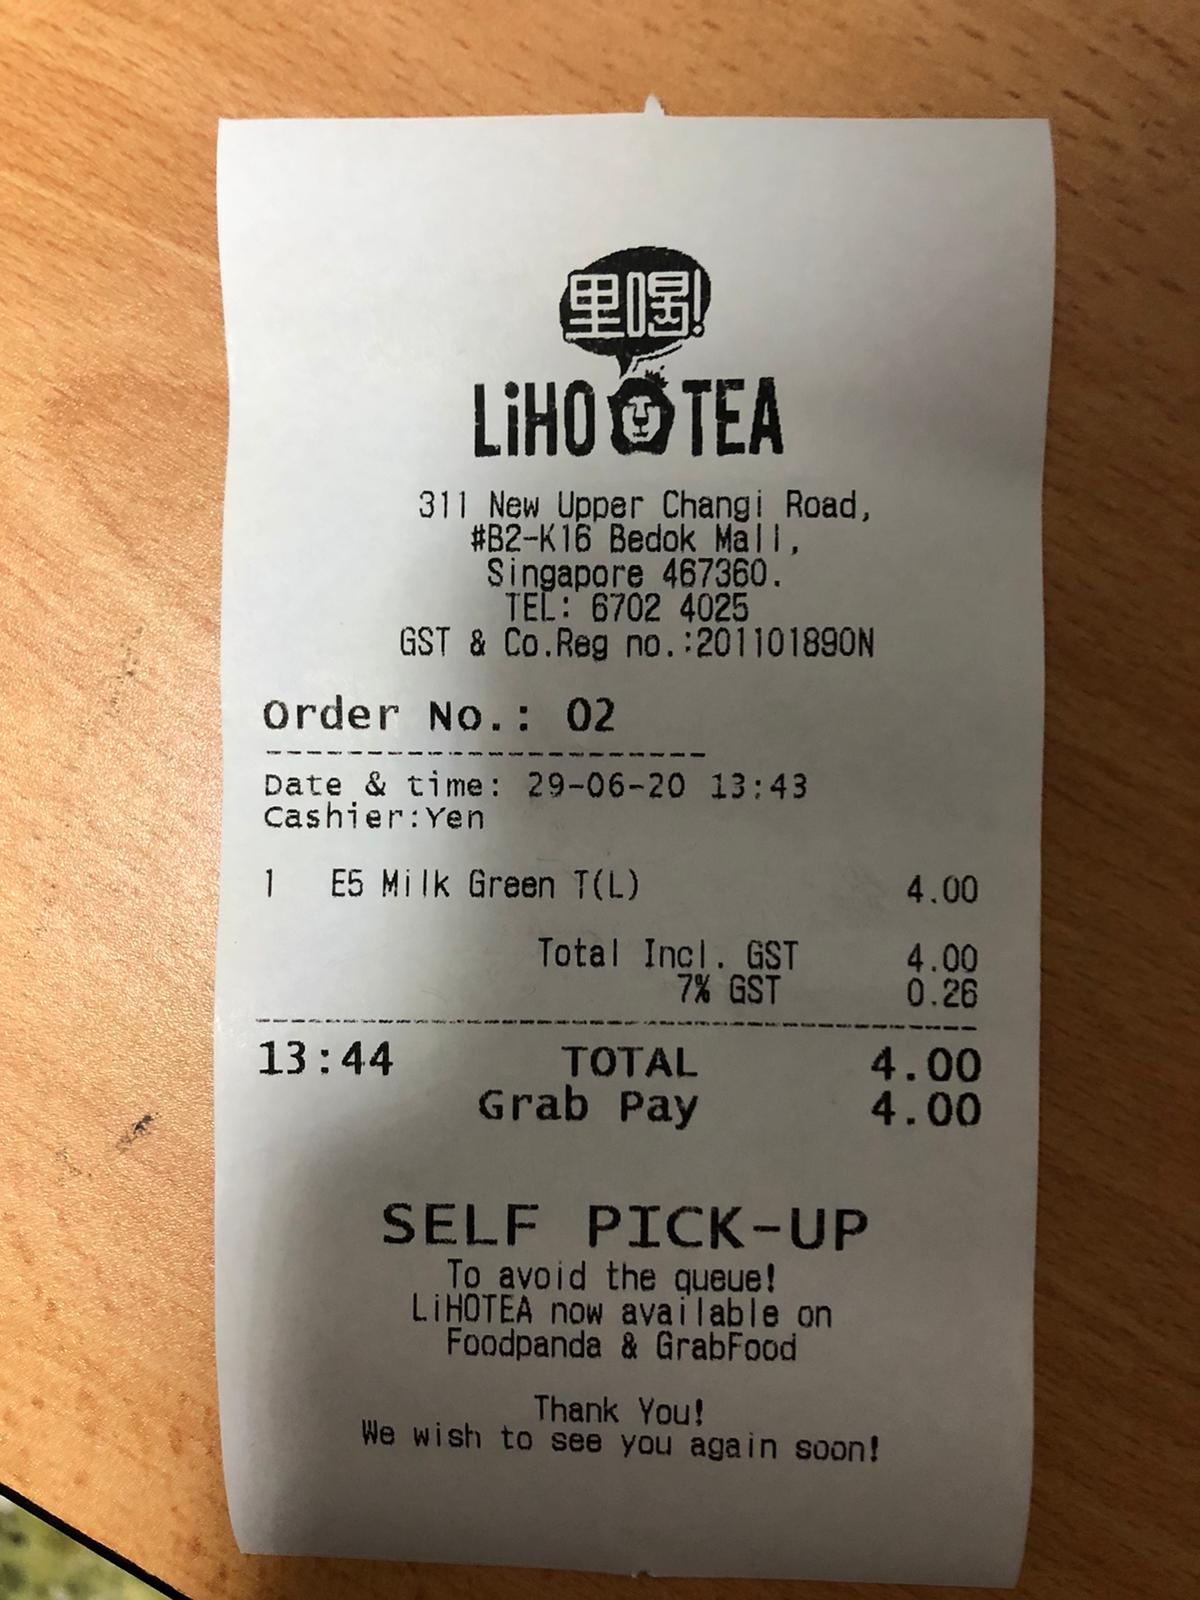 里喝!
LiHO TEA
311 New Upper Changi Road,
#B2-K16 Bedok Mall,
Singapore 467360.
TEL: 6702 4025
GST & Co.Reg no.:201101890N
Order No.: 02
Date & time: 29-06-20 13:43
Cashier:Yen
1 E5 Milk Green T(L) 4.00
Total Incl. GST 4.00
7% GST 0.26
13:44 TOTAL 4.00
Grab Pay 4.00
SELF PICK-UP
To avoid the queue!
LiHOTEA now available on
Foodpanda & GrabFood
Thank You!
We wish to see you again soon!